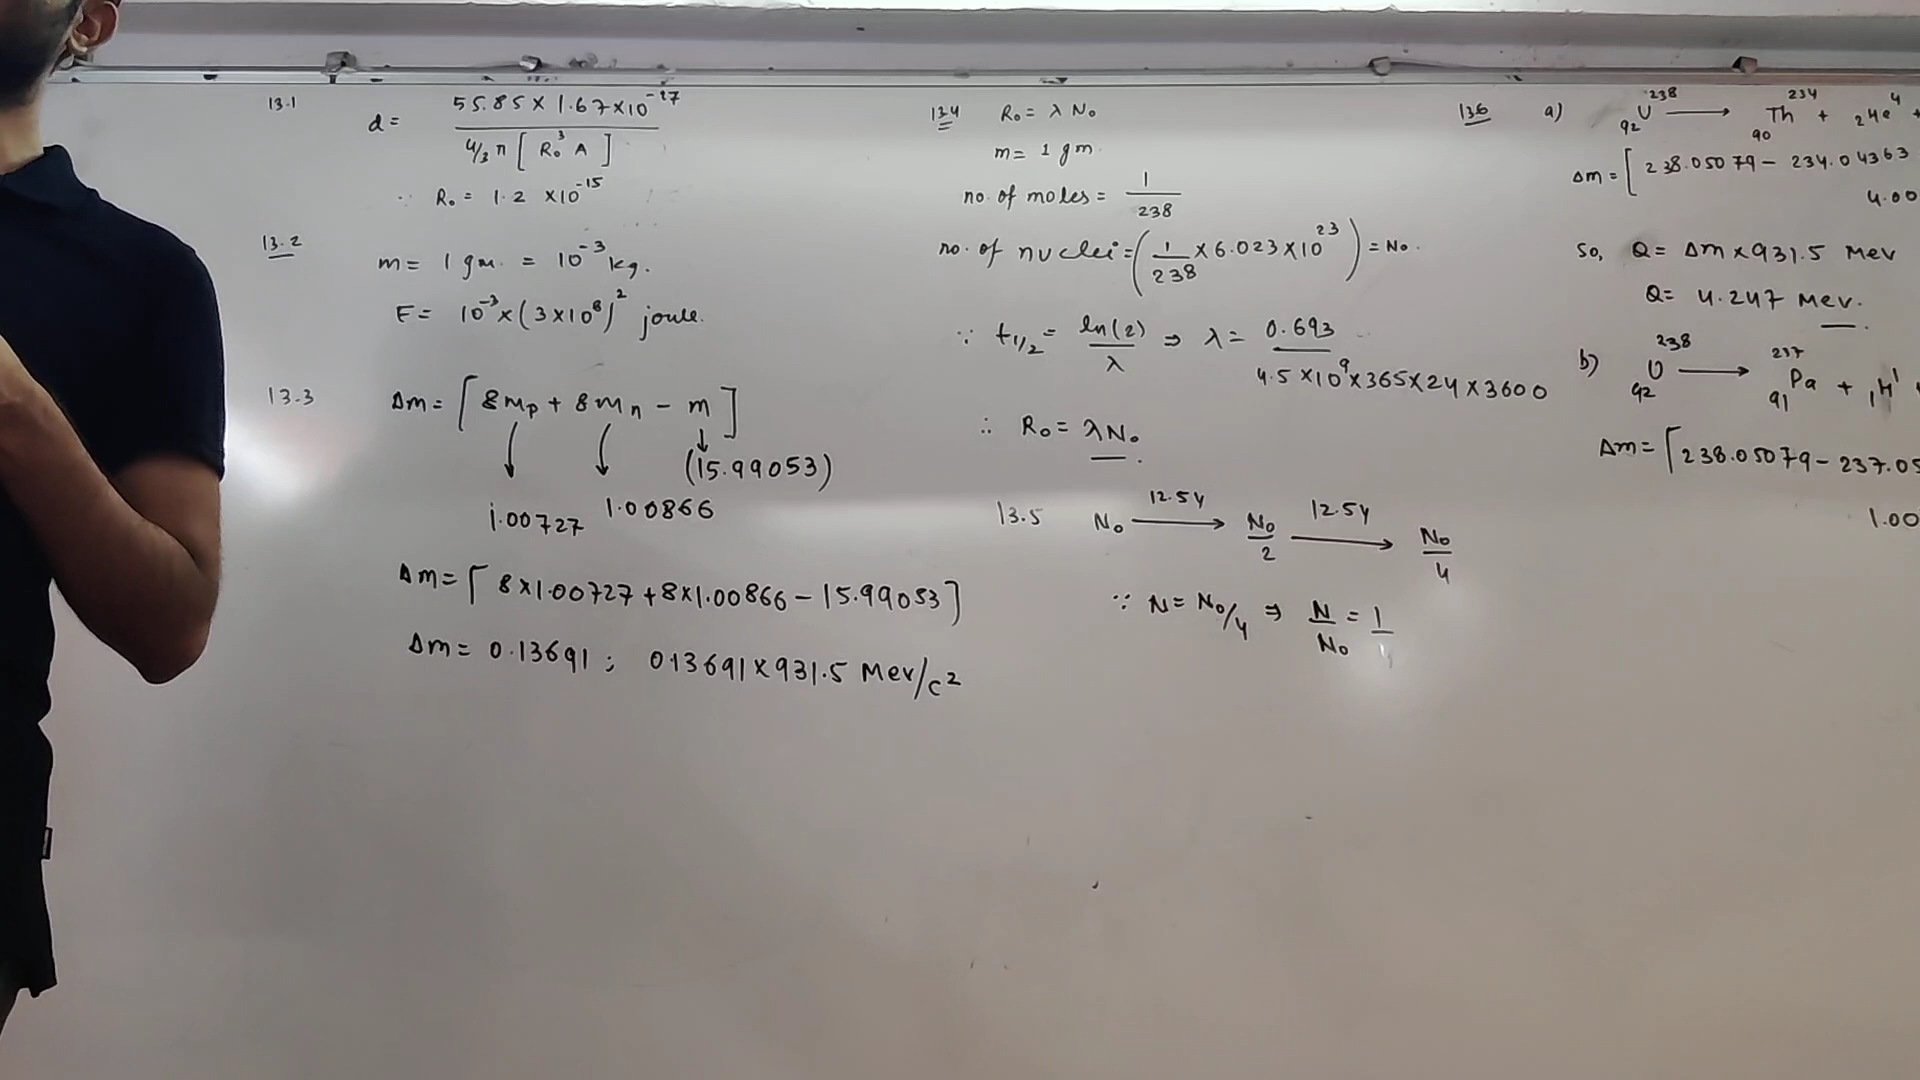 13.1
d = 55.85 × 1.67 × 10⁻²⁷ / 4/3 π [ R₀³ A ]
∵ R₀ = 1.2 × 10⁻¹⁵
13.2
m = 1 gm. = 10⁻³ kg.
E = 10⁻³ × (3 × 10⁸)² joule.
13.3
Δm = [ 8mp + 8mn − m ]
(15.99053)
1.00727 1.00866
Δm = [ 8×1.00727 + 8×1.00866 − 15.99053 ]
Δm = 0.13691 ; 0.13691 × 931.5 Mev/c²
13.4 R₀ = λ N₀
m = 1 gm
no. of moles = 1/238
no. of nuclei = ( 1/238 × 6.023 × 10²³ ) = N₀.
∵ t1/2 = ln(2)/λ ⇒ λ = 0.693 / 4.5 × 10⁹ × 365 × 24 × 3600
∴ R₀ = λN₀.
13.5 N₀ —12.5y→ N₀/2 —12.5y→ N₀/4
∵ N = N₀/4 ⇒ N/N₀ = 1/4
13.6 a) ₉₂U²³⁸ → ₉₀Th²³⁴ + ₂He⁴ +
Δm = [ 238.05079 − 234.04363
4.00
So, Q = Δm × 931.5 Mev
Q = 4.247 Mev.
b) ₉₂U²³⁸ → ₉₁Pa²³⁷ + ₁H¹
Δm = [ 238.05079 − 237.05
1.00